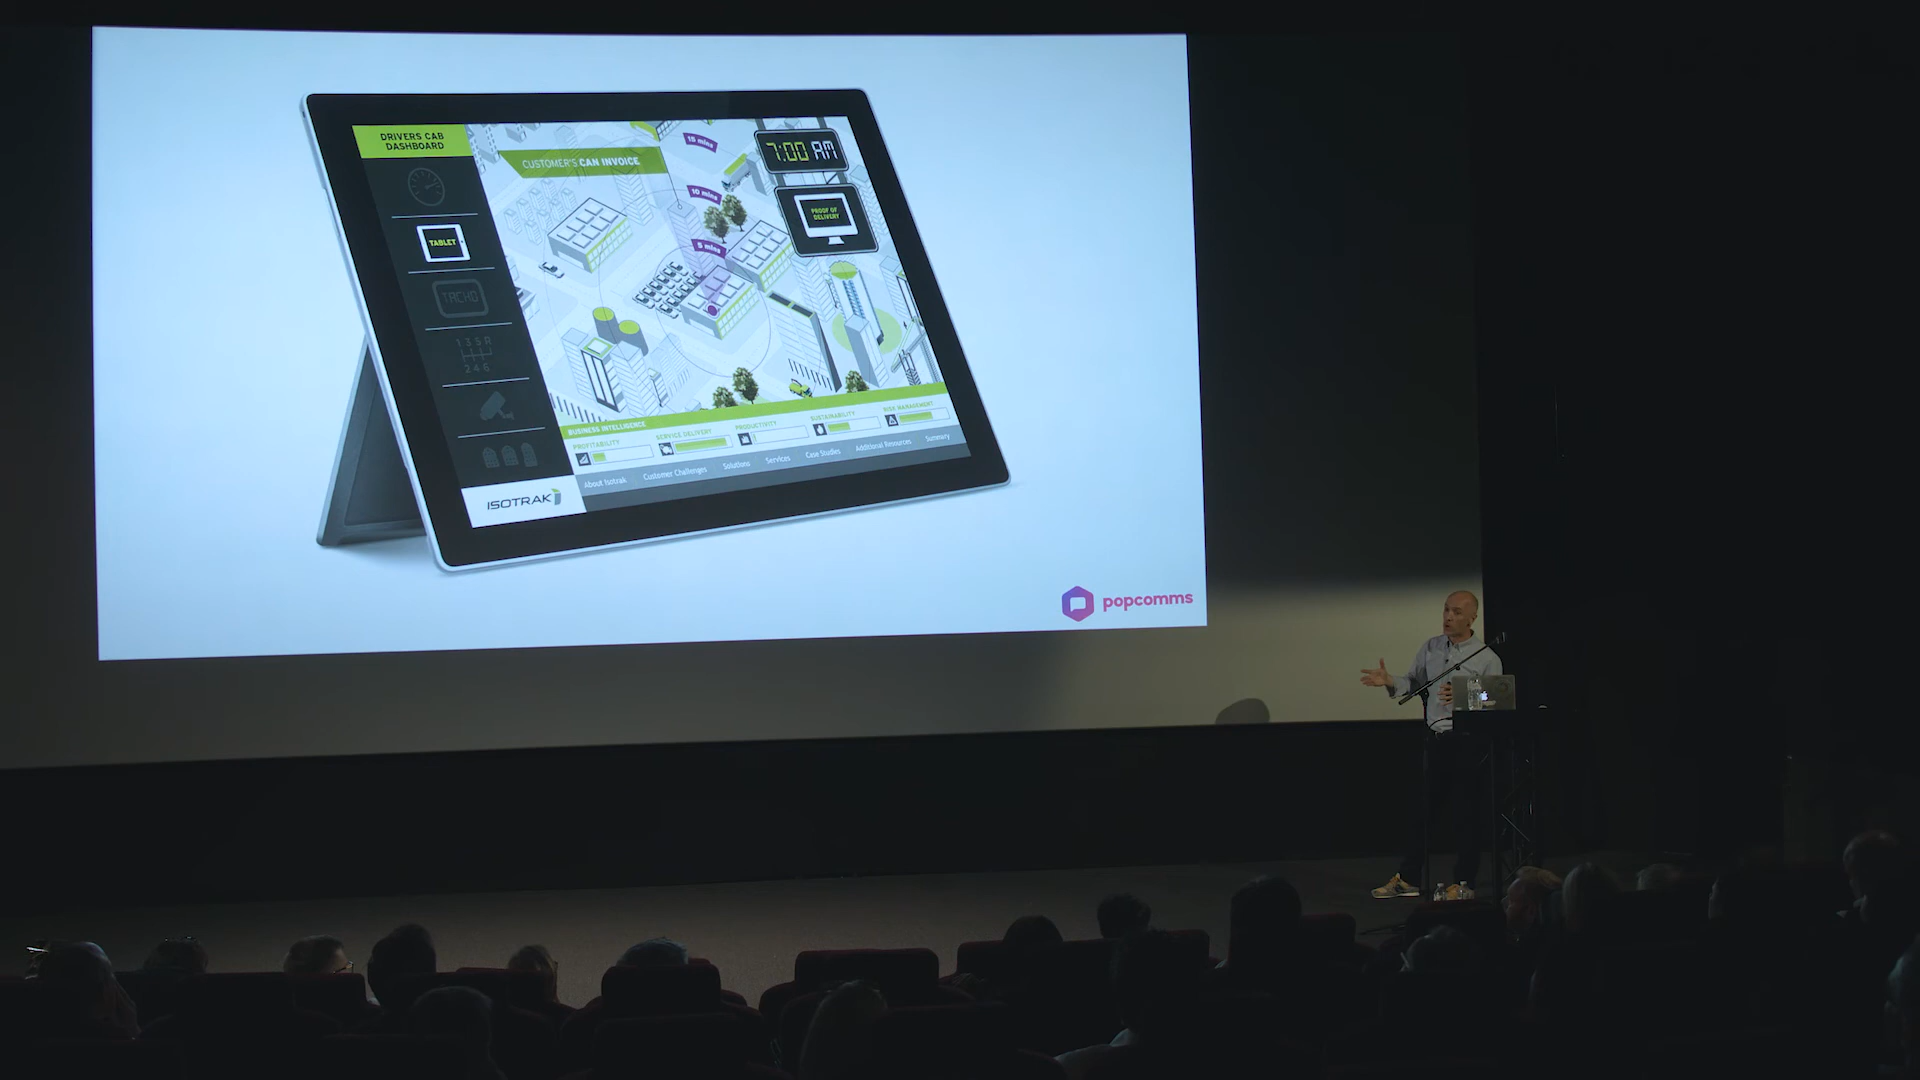 DRIVERS CAB
DASHBOARD
CUSTOMER'S CAN INVOICE
15 mins
10 mins
5 mins
7:00 AM
PROOF OF
DELIVERY
TABLET
TACHO
1 3 5 R
2 4 6
BUSINESS INTELLIGENCE
PROFITABILITY
SERVICE DELIVERY
PRODUCTIVITY
SUSTAINABILITY
RISK MANAGEMENT
About Isotrak
Customer Challenges
Solutions
Services
Case Studies
Additional Resources
Summary
ISOTRAK
popcomms